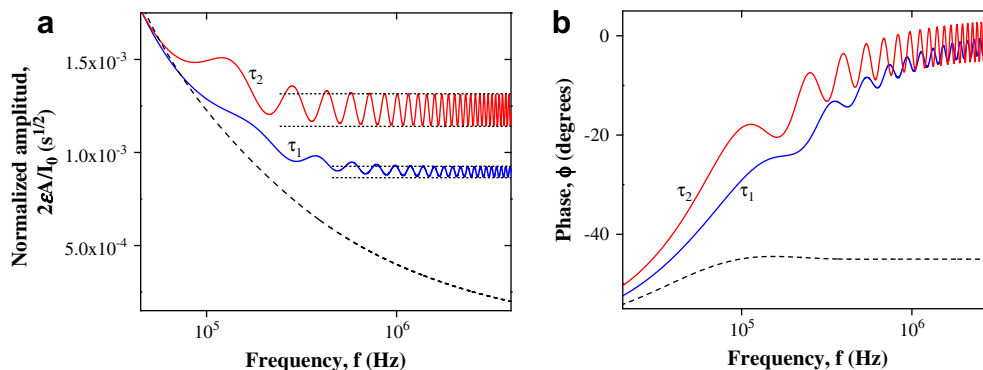 a
Normalized amplitud,
2εA/I₀ (s^1/2)
1.5x10⁻³
1.0x10⁻³
5.0x10⁻⁴
τ₂
τ₁
10⁵
10⁶
Frequency, f (Hz)
b
Phase, ϕ (degrees)
0
-20
-40
τ₂
τ₁
10⁵
10⁶
Frequency, f (Hz)